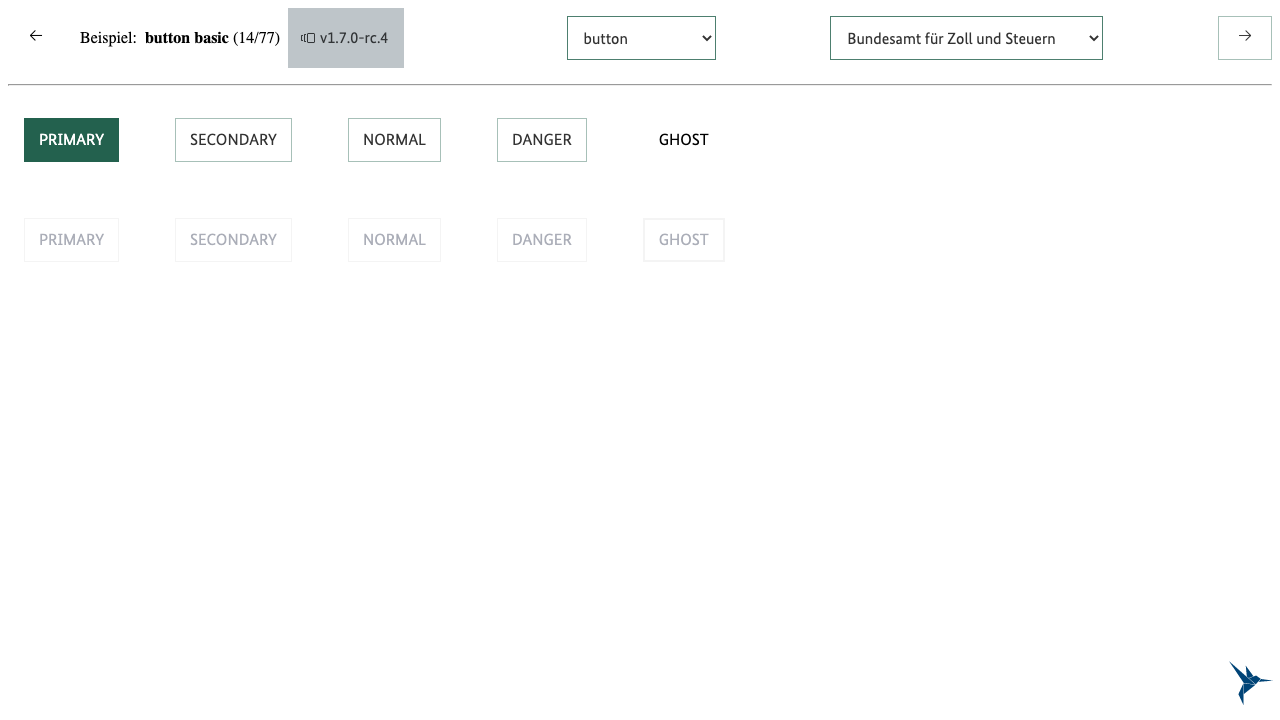 Beispiel: button basic (14/77) v1.7.0-rc.4 button Bundesamt für Zoll und Steuern
PRIMARY SECONDARY NORMAL DANGER GHOST
PRIMARY SECONDARY NORMAL DANGER GHOST